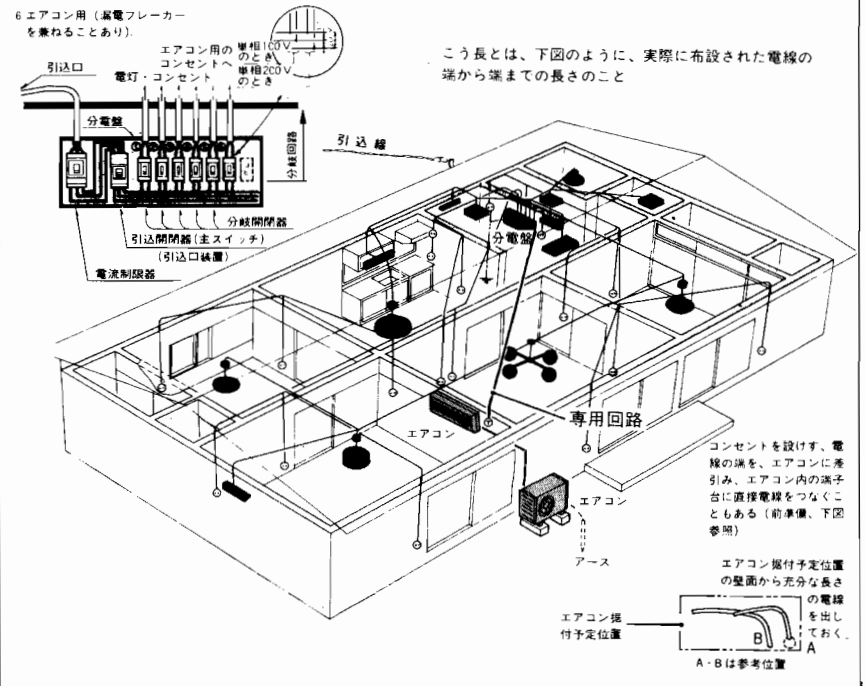 6 エアコン用（漏電フレーカー
を兼ねることあり）.
エアコン用の
コンセントへ
単相100V
のとき
単相200V
のとき
引込口
電灯・コンセント
分電盤
分岐回路
分岐開閉器
引込開閉器(主スイッチ)
(引込口装置)
電流制限器
こう長とは、下図のように、実際に布設された電線の
端から端までの長さのこと
引込線
分電盤
専用回路
エアコン
エアコン
アース
コンセントを設けす、電
線の端を、エアコンに差
引み、エアコン内の端子
台に直接電線をつなぐこ
ともある（前準備、下図
参照）
エアコン据付予定位置
の壁面から充分な長さ
の電線
を出し
ておく.
エアコン据
付予定位置
B
A
A・Bは参考位置